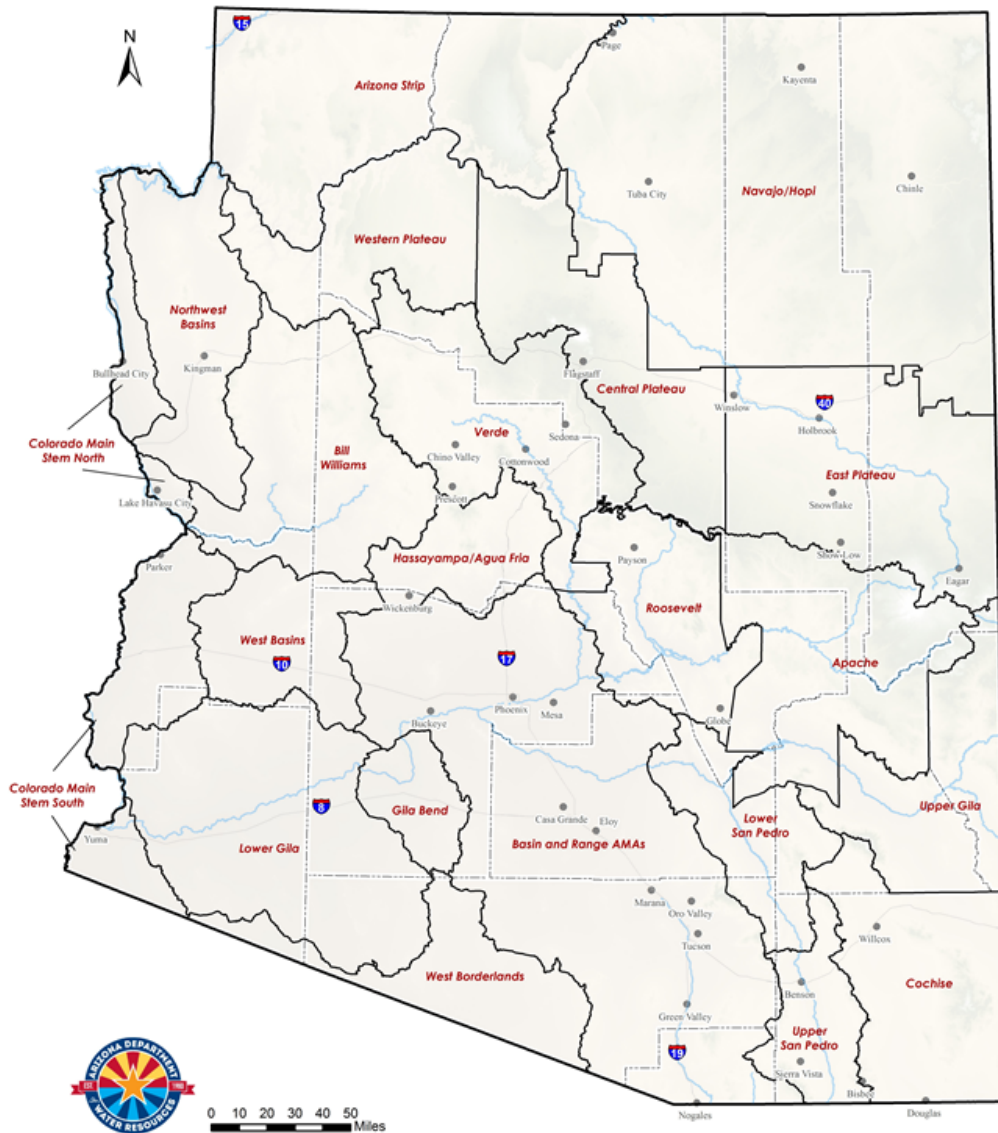 15
N
Page
Kayenta
Arizona Strip
Tuba City
Navajo/Hopi
Chinle
Western Plateau
Northwest
Basins
Kingman
Bullhead City
Flagstaff
Central Plateau
Winslow
40
Holbrook
Colorado Main
Stem North
Bill
Williams
Verde
Sedona
Chino Valley
Cottonwood
East Plateau
Prescott
Snowflake
Lake Havasu City
Parker
Hassayampa/Agua Fria
Payson
Show Low
Eagar
Wickenburg
Roosevelt
West Basins
10
17
Apache
Phoenix
Mesa
Buckeye
Globe
Colorado Main
Stem South
8
Gila Bend
Casa Grande
Eloy
Basin and Range AMAs
Lower
San Pedro
Upper Gila
Yuma
Lower Gila
Marana
Oro Valley
Tucson
Willcox
West Borderlands
Cochise
Benson
Green Valley
Upper
San Pedro
19
Sierra Vista
Bisbee
Nogales
Douglas
ARIZONA DEPARTMENT
EST. 1980
of WATER RESOURCES
0 10 20 30 40 50
Miles